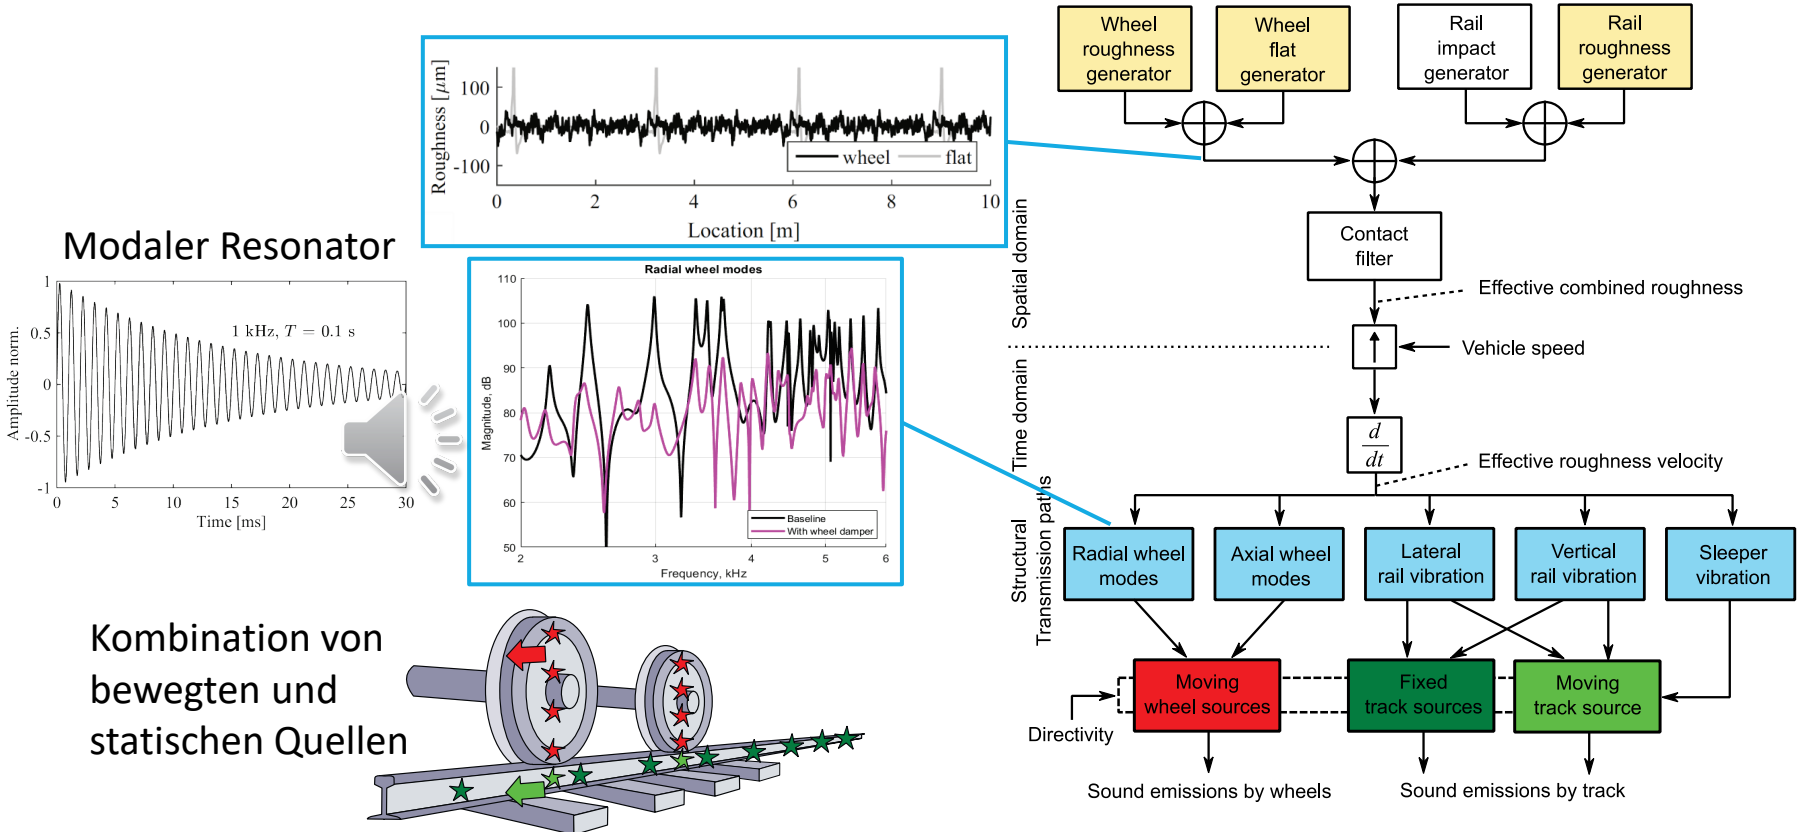 Roughness [μm]
100
0
-100
wheel
flat
0
2
4
6
8
10
Location [m]
Modaler Resonator
1
0.5
0
-0.5
-1
1 kHz, T = 0.1 s
Amplitude norm.
0
5
10
15
20
25
30
Time [ms]
Radial wheel modes
110
100
90
80
70
60
50
Magnitude, dB
Baseline
With wheel damper
2
3
4
5
6
Frequency, kHz
Kombination von
bewegten und
statischen Quellen
Wheel
roughness
generator
Wheel
flat
generator
Rail
impact
generator
Rail
roughness
generator
Contact
filter
Effective combined roughness
Vehicle speed
d
dt
Effective roughness velocity
Spatial domain
Time domain
Structural
Transmission paths
Radial wheel
modes
Axial wheel
modes
Lateral
rail vibration
Vertical
rail vibration
Sleeper
vibration
Moving
wheel sources
Fixed
track sources
Moving
track source
Directivity
Sound emissions by wheels
Sound emissions by track